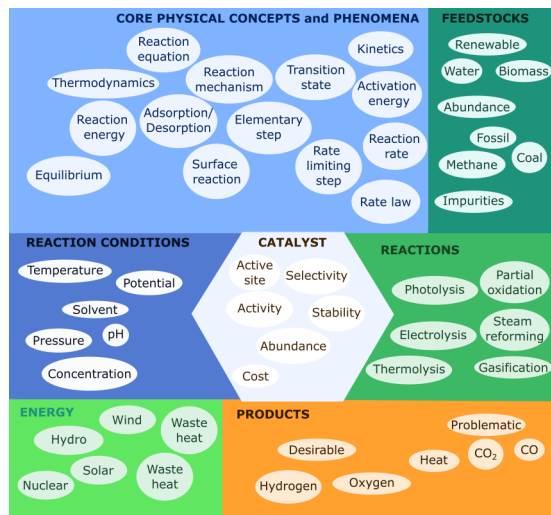 CORE PHYSICAL CONCEPTS and PHENOMENA
Reaction
equation
Kinetics
Thermodynamics
Reaction
mechanism
Transition
state
Activation
energy
Reaction
energy
Adsorption/
Desorption
Elementary
step
Reaction
rate
Equilibrium
Surface
reaction
Rate
limiting
step
Rate law
FEEDSTOCKS
Renewable
Water
Biomass
Abundance
Fossil
Methane
Coal
Impurities
REACTION CONDITIONS
Temperature
Potential
Solvent
Pressure
pH
Concentration
CATALYST
Active
site
Selectivity
Activity
Stability
Abundance
Cost
REACTIONS
Photolysis
Partial
oxidation
Electrolysis
Steam
reforming
Thermolysis
Gasification
ENERGY
Wind
Waste
heat
Hydro
Solar
Waste
heat
Nuclear
PRODUCTS
Problematic
Desirable
Heat
CO₂
CO
Hydrogen
Oxygen